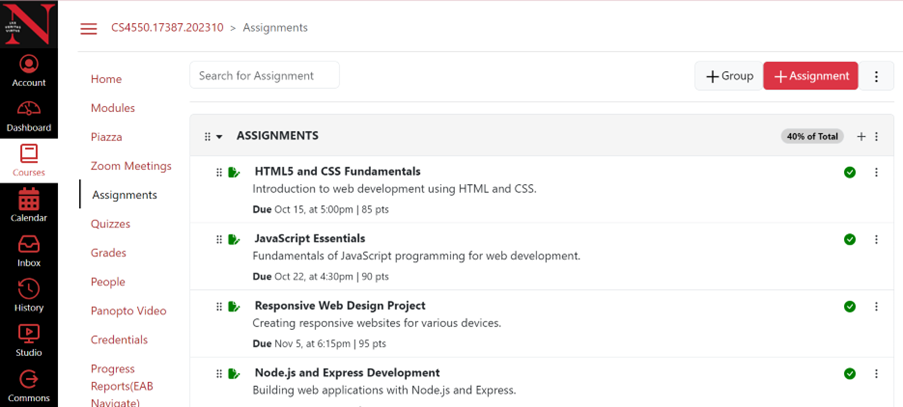 N
LUX VERITAS VIRTUS
CS4550.17387.202310 > Assignments
Account
Dashboard
Courses
Calendar
Inbox
History
Studio
Commons
Home
Modules
Piazza
Zoom Meetings
Assignments
Quizzes
Grades
People
Panopto Video
Credentials
Progress
Reports(EAB
Navigate)
Search for Assignment
+Group
+Assignment
ASSIGNMENTS
40% of Total
HTML5 and CSS Fundamentals
Introduction to web development using HTML and CSS.
Due Oct 15, at 5:00pm | 85 pts
JavaScript Essentials
Fundamentals of JavaScript programming for web development.
Due Oct 22, at 4:30pm | 90 pts
Responsive Web Design Project
Creating responsive websites for various devices.
Due Nov 5, at 6:15pm | 95 pts
Node.js and Express Development
Building web applications with Node.js and Express.